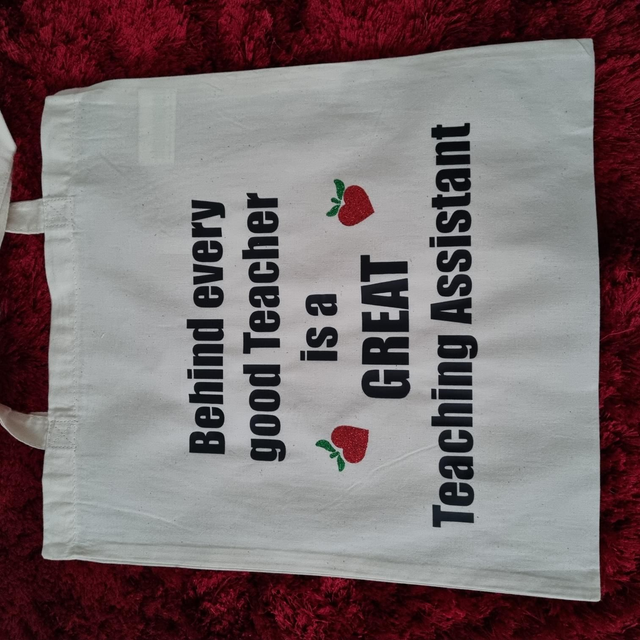 Behind every
good Teacher
is a
GREAT
Teaching Assistant